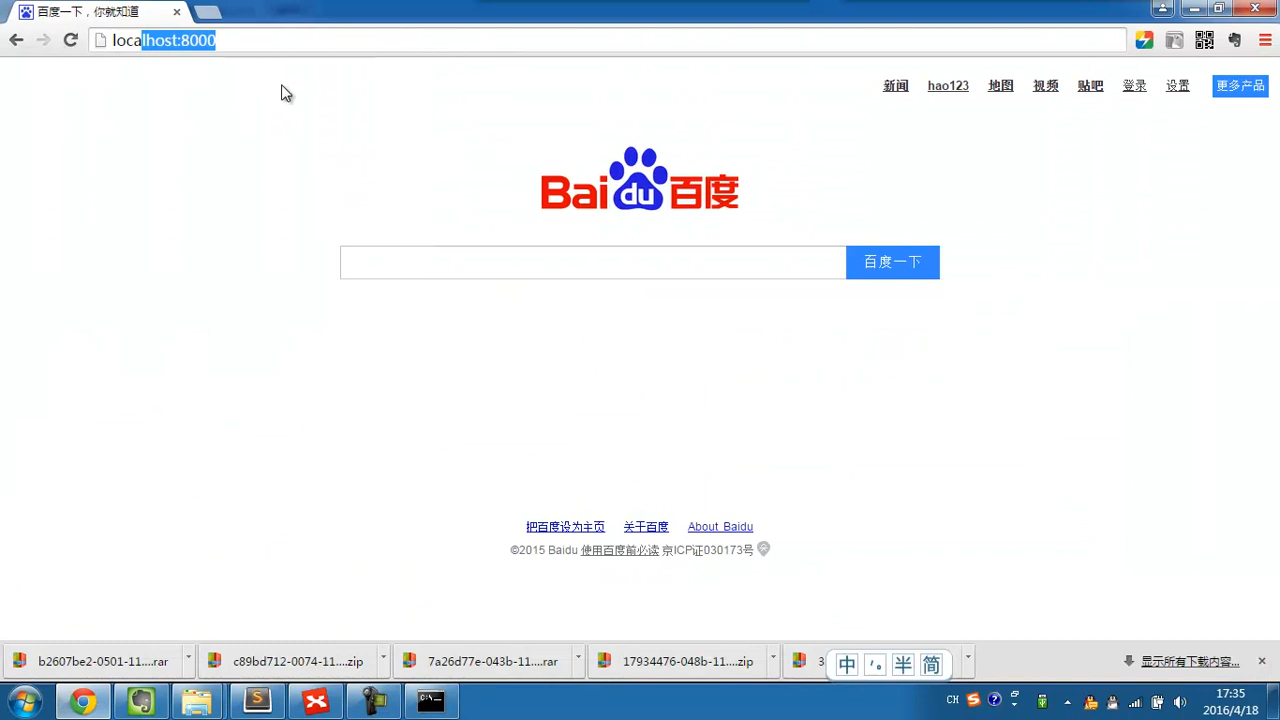 百度一下，你就知道
localhost:8000
新闻 hao123 地图 视频 贴吧 登录 设置 更多产品
Bai du 百度
百度一下
把百度设为主页 关于百度 About Baidu
©2015 Baidu 使用百度前必读 京ICP证030173号
b2607be2-0501-11....rar c89bd712-0074-11....zip 7a26d77e-043b-11....rar 17934476-048b-11....zip 3 中 半 简 显示所有下载内容...
CH 17:35
2016/4/18